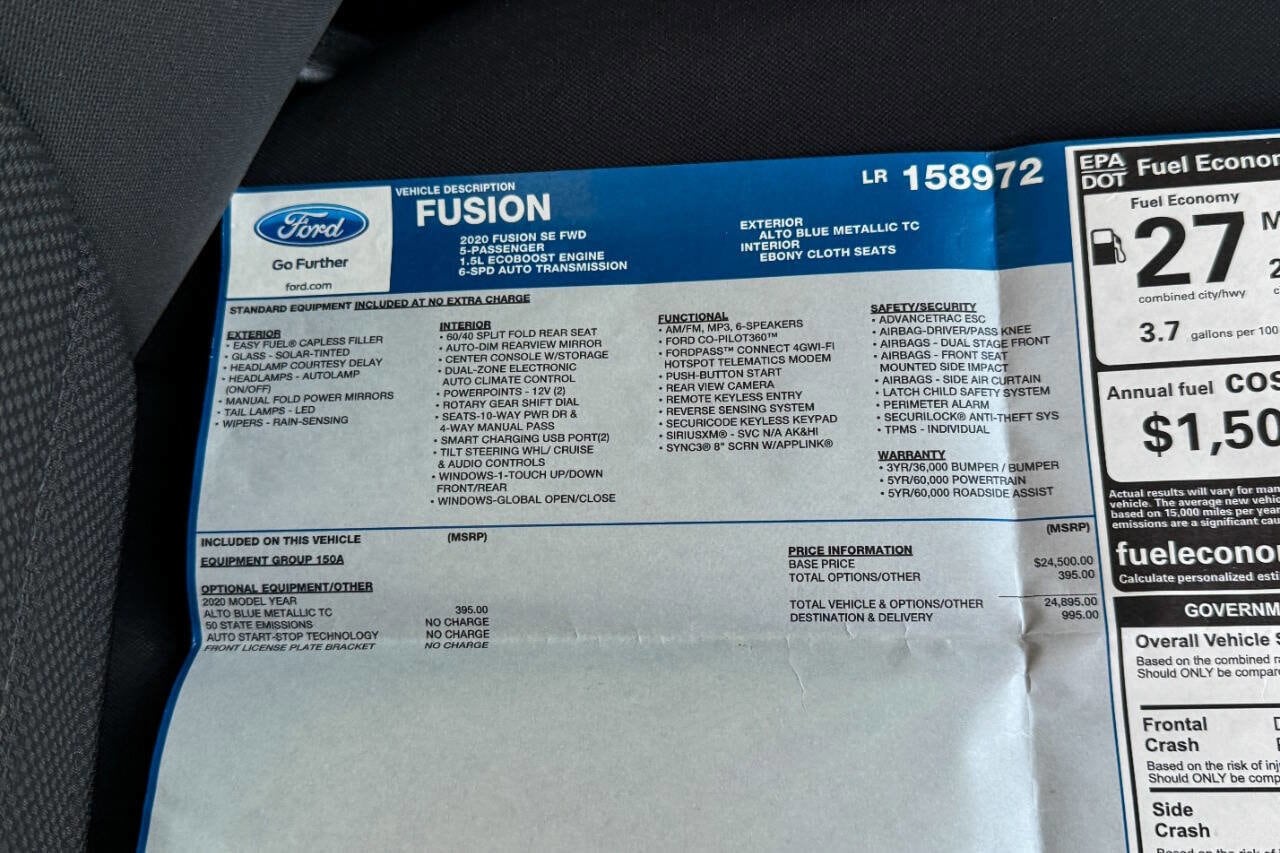 Ford
Go Further
ford.com
VEHICLE DESCRIPTION
FUSION
2020 FUSION SE FWD
5-PASSENGER
1.5L ECOBOOST ENGINE
6-SPD AUTO TRANSMISSION
EXTERIOR
ALTO BLUE METALLIC TC
INTERIOR
EBONY CLOTH SEATS
LR 158972
STANDARD EQUIPMENT INCLUDED AT NO EXTRA CHARGE
EXTERIOR
• EASY FUEL® CAPLESS FILLER
• GLASS - SOLAR-TINTED
• HEADLAMP COURTESY DELAY
• HEADLAMPS - AUTOLAMP
(ON/OFF)
• MANUAL FOLD POWER MIRRORS
• TAIL LAMPS - LED
• WIPERS - RAIN-SENSING
INTERIOR
• 60/40 SPLIT FOLD REAR SEAT
• AUTO-DIM REARVIEW MIRROR
• CENTER CONSOLE W/STORAGE
• DUAL-ZONE ELECTRONIC
AUTO CLIMATE CONTROL
• POWERPOINTS - 12V (2)
• ROTARY GEAR SHIFT DIAL
• SEATS-10-WAY PWR DR &
4-WAY MANUAL PASS
• SMART CHARGING USB PORT(2)
• TILT STEERING WHL/ CRUISE
& AUDIO CONTROLS
• WINDOWS-1-TOUCH UP/DOWN
FRONT/REAR
• WINDOWS-GLOBAL OPEN/CLOSE
FUNCTIONAL
• AM/FM, MP3, 6-SPEAKERS
• FORD CO-PILOT360™
• FORDPASS™ CONNECT 4GWI-FI
HOTSPOT TELEMATICS MODEM
• PUSH-BUTTON START
• REAR VIEW CAMERA
• REMOTE KEYLESS ENTRY
• REVERSE SENSING SYSTEM
• SECURICODE KEYLESS KEYPAD
• SIRIUSXM® - SVC N/A AK&HI
• SYNC3® 8" SCRN W/APPLINK®
SAFETY/SECURITY
• ADVANCETRAC ESC
• AIRBAG-DRIVER/PASS KNEE
• AIRBAGS - DUAL STAGE FRONT
• AIRBAGS - FRONT SEAT
MOUNTED SIDE IMPACT
• AIRBAGS - SIDE AIR CURTAIN
• LATCH CHILD SAFETY SYSTEM
• PERIMETER ALARM
• SECURILOCK® ANTI-THEFT SYS
• TPMS - INDIVIDUAL
WARRANTY
• 3YR/36,000 BUMPER / BUMPER
• 5YR/60,000 POWERTRAIN
• 5YR/60,000 ROADSIDE ASSIST
INCLUDED ON THIS VEHICLE (MSRP)
EQUIPMENT GROUP 150A
OPTIONAL EQUIPMENT/OTHER
2020 MODEL YEAR
ALTO BLUE METALLIC TC 395.00
50 STATE EMISSIONS NO CHARGE
AUTO START-STOP TECHNOLOGY NO CHARGE
FRONT LICENSE PLATE BRACKET NO CHARGE
(MSRP)
PRICE INFORMATION
BASE PRICE $24,500.00
TOTAL OPTIONS/OTHER 395.00
TOTAL VEHICLE & OPTIONS/OTHER 24,895.00
DESTINATION & DELIVERY 995.00
EPA
DOT Fuel Econo
Fuel Economy
27 M
combined city/hwy
3.7 gallons per 100
Annual fuel COS
$1,50
Actual results will vary for man
vehicle. The average new vehic
based on 15,000 miles per year
emissions are a significant cau
fuelecono
Calculate personalized esti
GOVERNM
Overall Vehicle S
Based on the combined ra
Should ONLY be compar
Frontal
Crash
Based on the risk of inj
Should ONLY be comp
Side
Crash